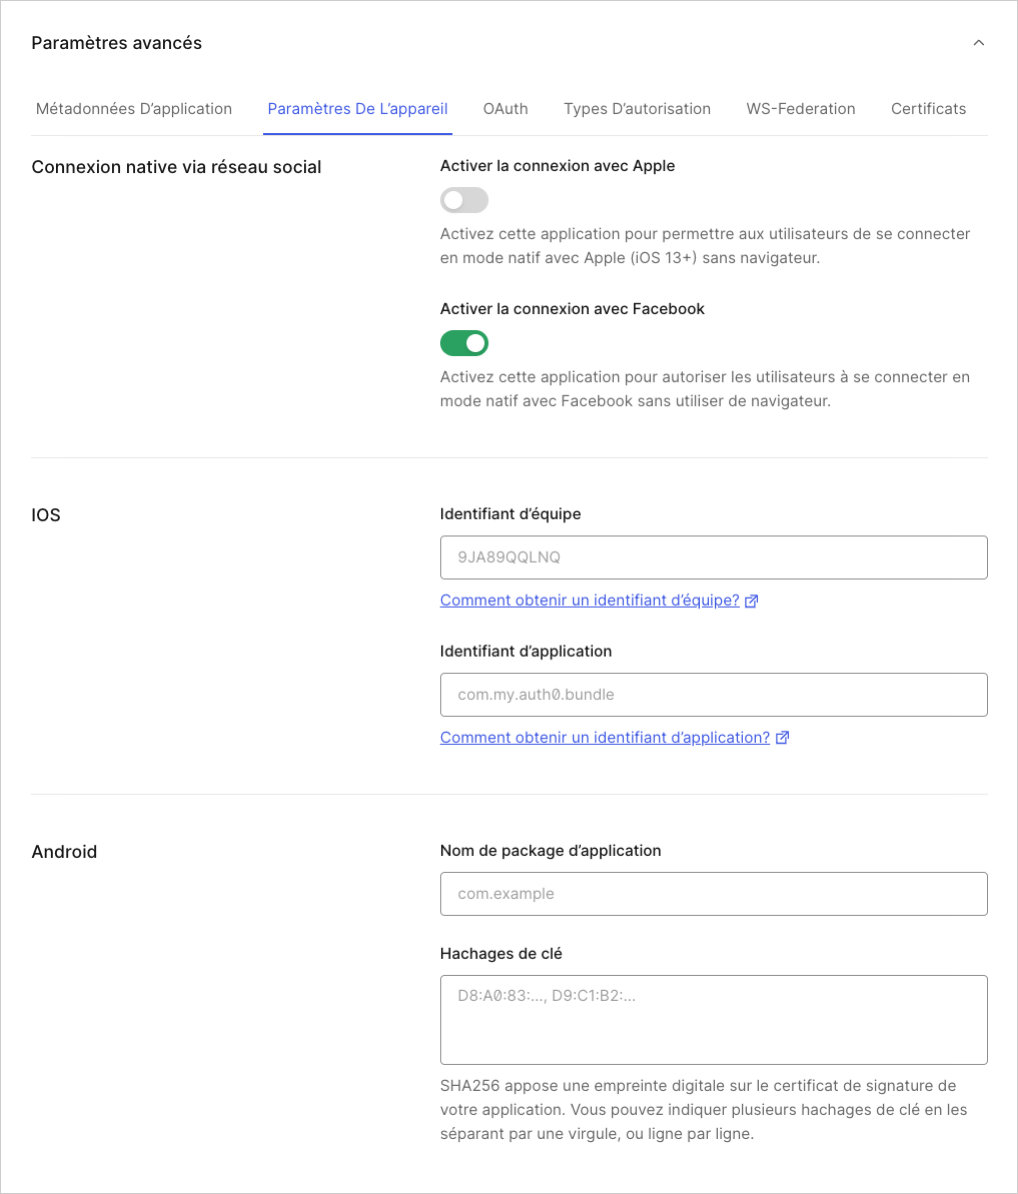 Paramètres avancés
Métadonnées D’application Paramètres De L’appareil OAuth Types D’autorisation WS-Federation Certificats
Connexion native via réseau social
Activer la connexion avec Apple
Activez cette application pour permettre aux utilisateurs de se connecter
en mode natif avec Apple (iOS 13+) sans navigateur.
Activer la connexion avec Facebook
Activez cette application pour autoriser les utilisateurs à se connecter en
mode natif avec Facebook sans utiliser de navigateur.
IOS
Identifiant d’équipe
9JA89QQLNQ
Comment obtenir un identifiant d’équipe?
Identifiant d’application
com.my.auth0.bundle
Comment obtenir un identifiant d’application?
Android
Nom de package d’application
com.example
Hachages de clé
D8:A0:83:..., D9:C1:B2:...
SHA256 appose une empreinte digitale sur le certificat de signature de
votre application. Vous pouvez indiquer plusieurs hachages de clé en les
séparant par une virgule, ou ligne par ligne.